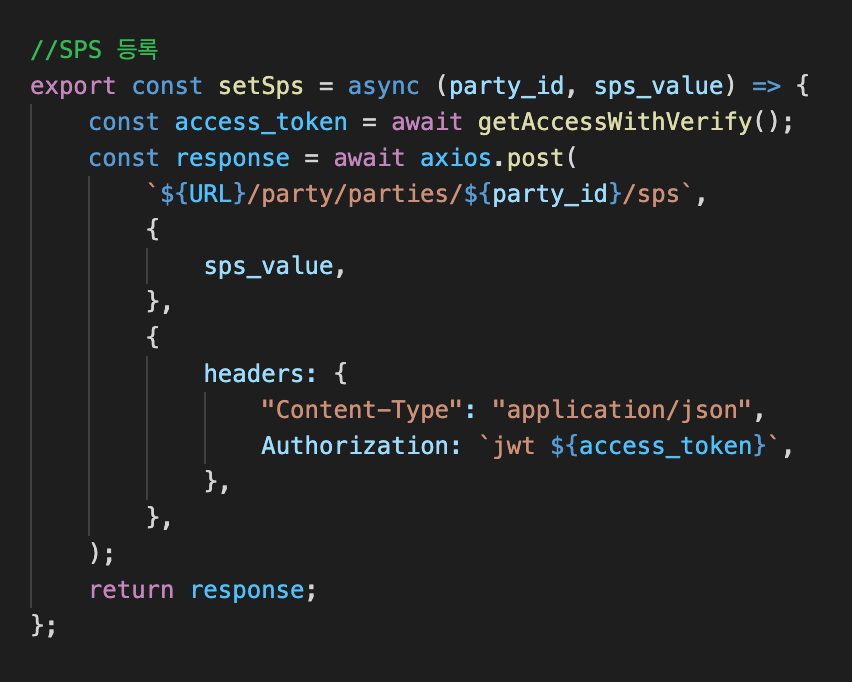 //SPS 등록
export const setSps = async (party_id, sps_value) => {
    const access_token = await getAccessWithVerify();
    const response = await axios.post(
        `${URL}/party/parties/${party_id}/sps`,
        {
            sps_value,
        },
        {
            headers: {
                "Content-Type": "application/json",
                Authorization: `jwt ${access_token}`,
            },
        },
    );
    return response;
};